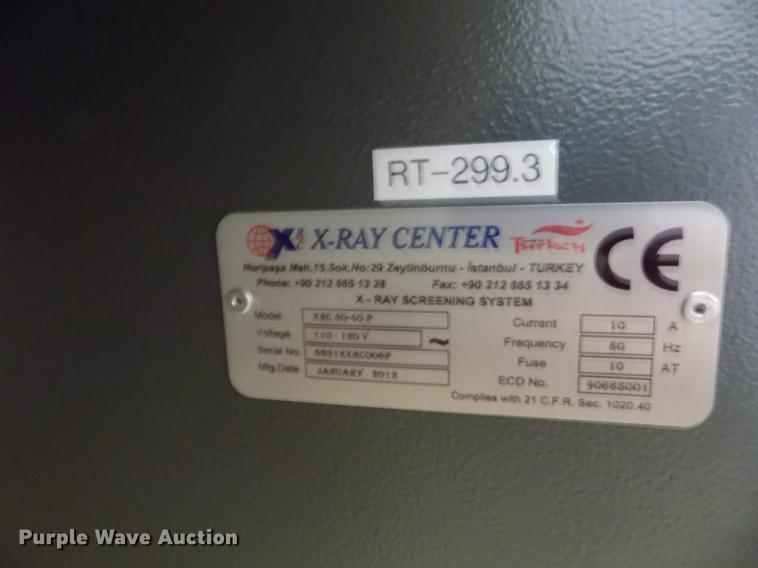 RT-299.3
XRC X-RAY CENTER Turkey CE
Nuripaşa Mah.15.Sok.No:29 Zeytinburnu - İstanbul - TURKEY
Phone: +90 212 665 13 28 Fax: +90 212 665 13 34
X - RAY SCREENING SYSTEM
Model XRC 60-40 P Current 10 A
Voltage 110 - 120 V ~ Frequency 60 Hz
Serial No. Fuse 10 AT
Mfg.Date JANUARY 2012 ECD No. 90665001
Complies with 21 C.F.R. Sec. 1020.40
Purple Wave Auction